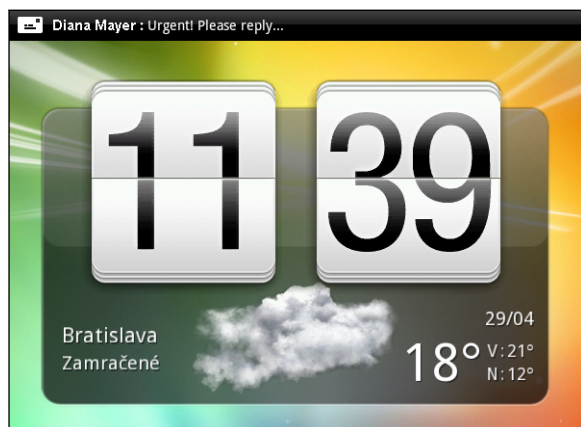 Diana Mayer : Urgent! Please reply...
11 39
Bratislava
Zamračené
29/04
18° V:21°
N:12°